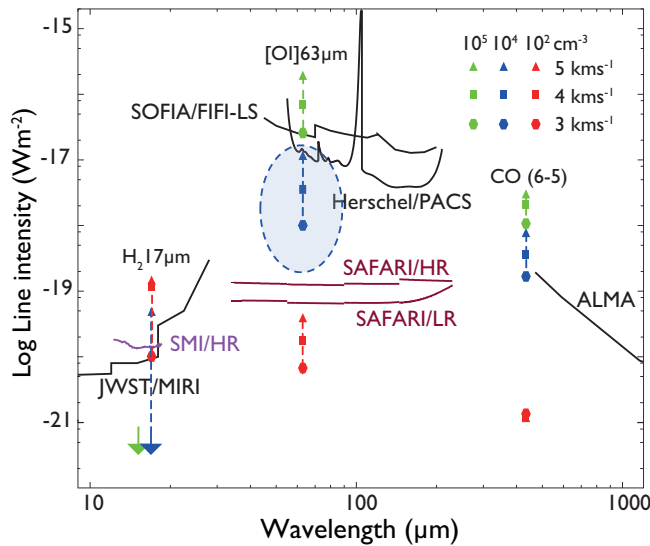 -15
-17
-19
-21
Log Line intensity (Wm⁻²)
[OI]63μm
10⁵ 10⁴ 10² cm⁻³
5 kms⁻¹
4 kms⁻¹
3 kms⁻¹
SOFIA/FIFI-LS
Herschel/PACS
CO (6-5)
H₂17μm
SAFARI/HR
SAFARI/LR
ALMA
SMI/HR
JWST/MIRI
10 100 1000
Wavelength (μm)